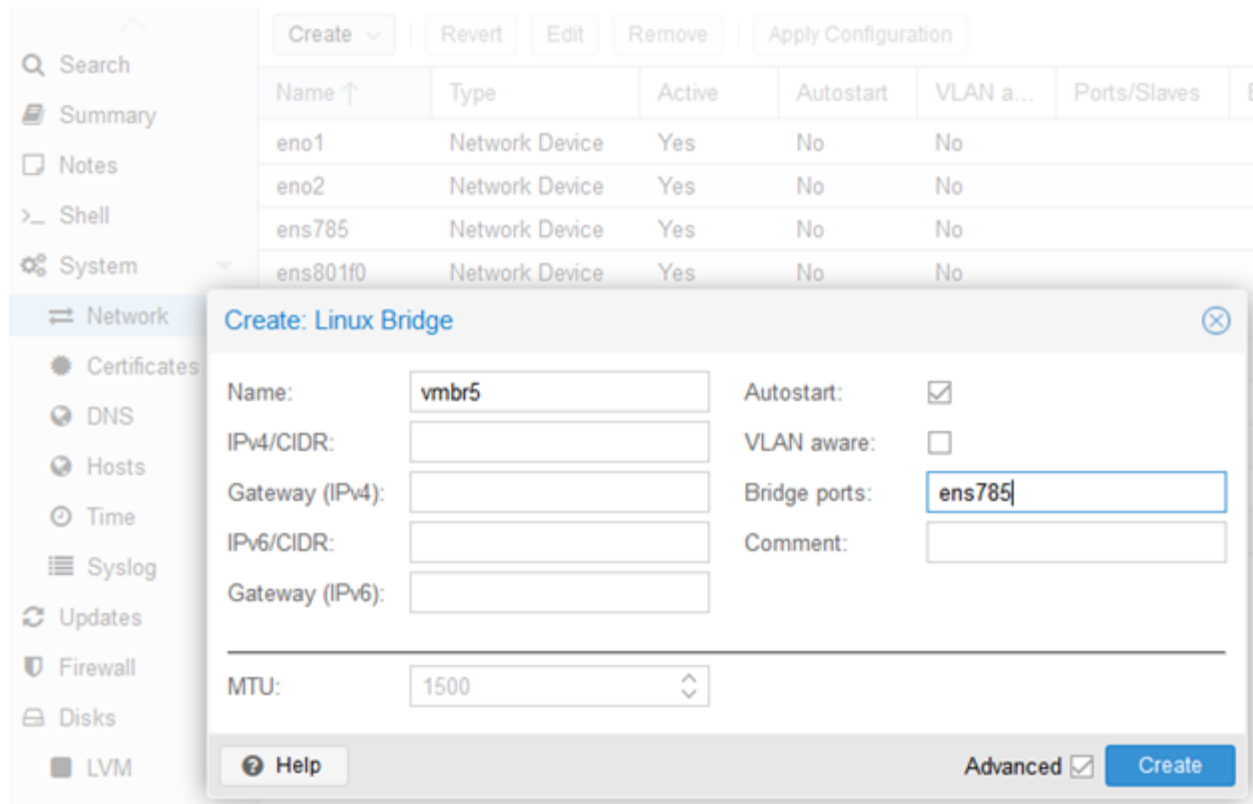 Create Revert Edit Remove Apply Configuration
Search
Summary
Notes
>_ Shell
System
Network
Certificates
DNS
Hosts
Time
Syslog
Updates
Firewall
Disks
LVM
Name ↑ Type Active Autostart VLAN a... Ports/Slaves
eno1 Network Device Yes No No
eno2 Network Device Yes No No
ens785 Network Device Yes No No
ens801f0 Network Device Yes No No
Create: Linux Bridge
Name: vmbr5 Autostart:
IPv4/CIDR: VLAN aware:
Gateway (IPv4): Bridge ports: ens785
IPv6/CIDR: Comment:
Gateway (IPv6):
MTU: 1500
Help Advanced Create